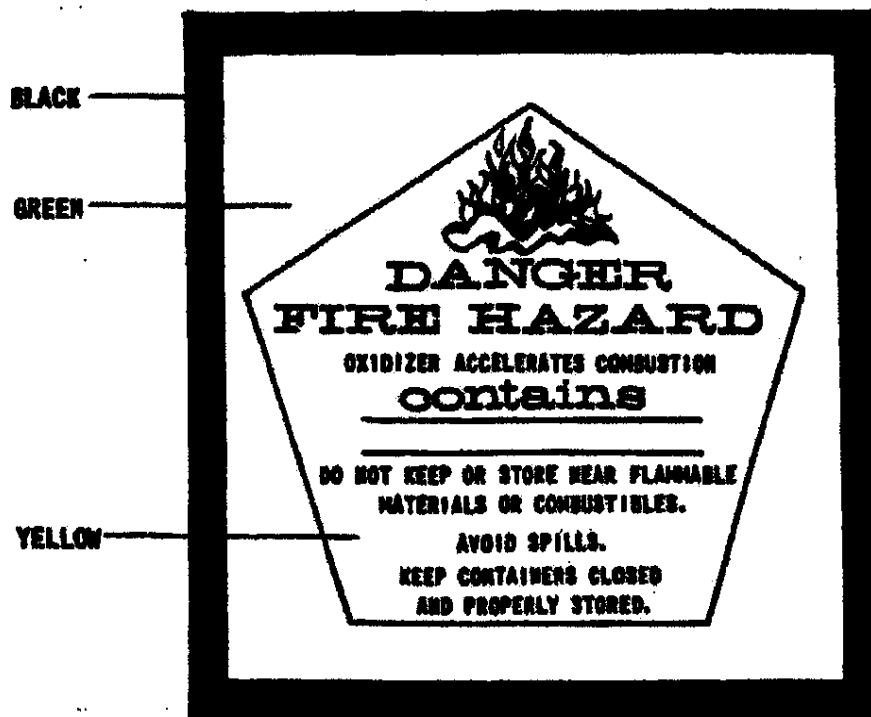 BLACK
GREEN
DANGER
FIRE HAZARD
OXIDIZER ACCELERATES COMBUSTION
contains
DO NOT KEEP OR STORE NEAR FLAMMABLE
MATERIALS OR COMBUSTIBLES.
YELLOW
AVOID SPILLS.
KEEP CONTAINERS CLOSED
AND PROPERLY STORED.